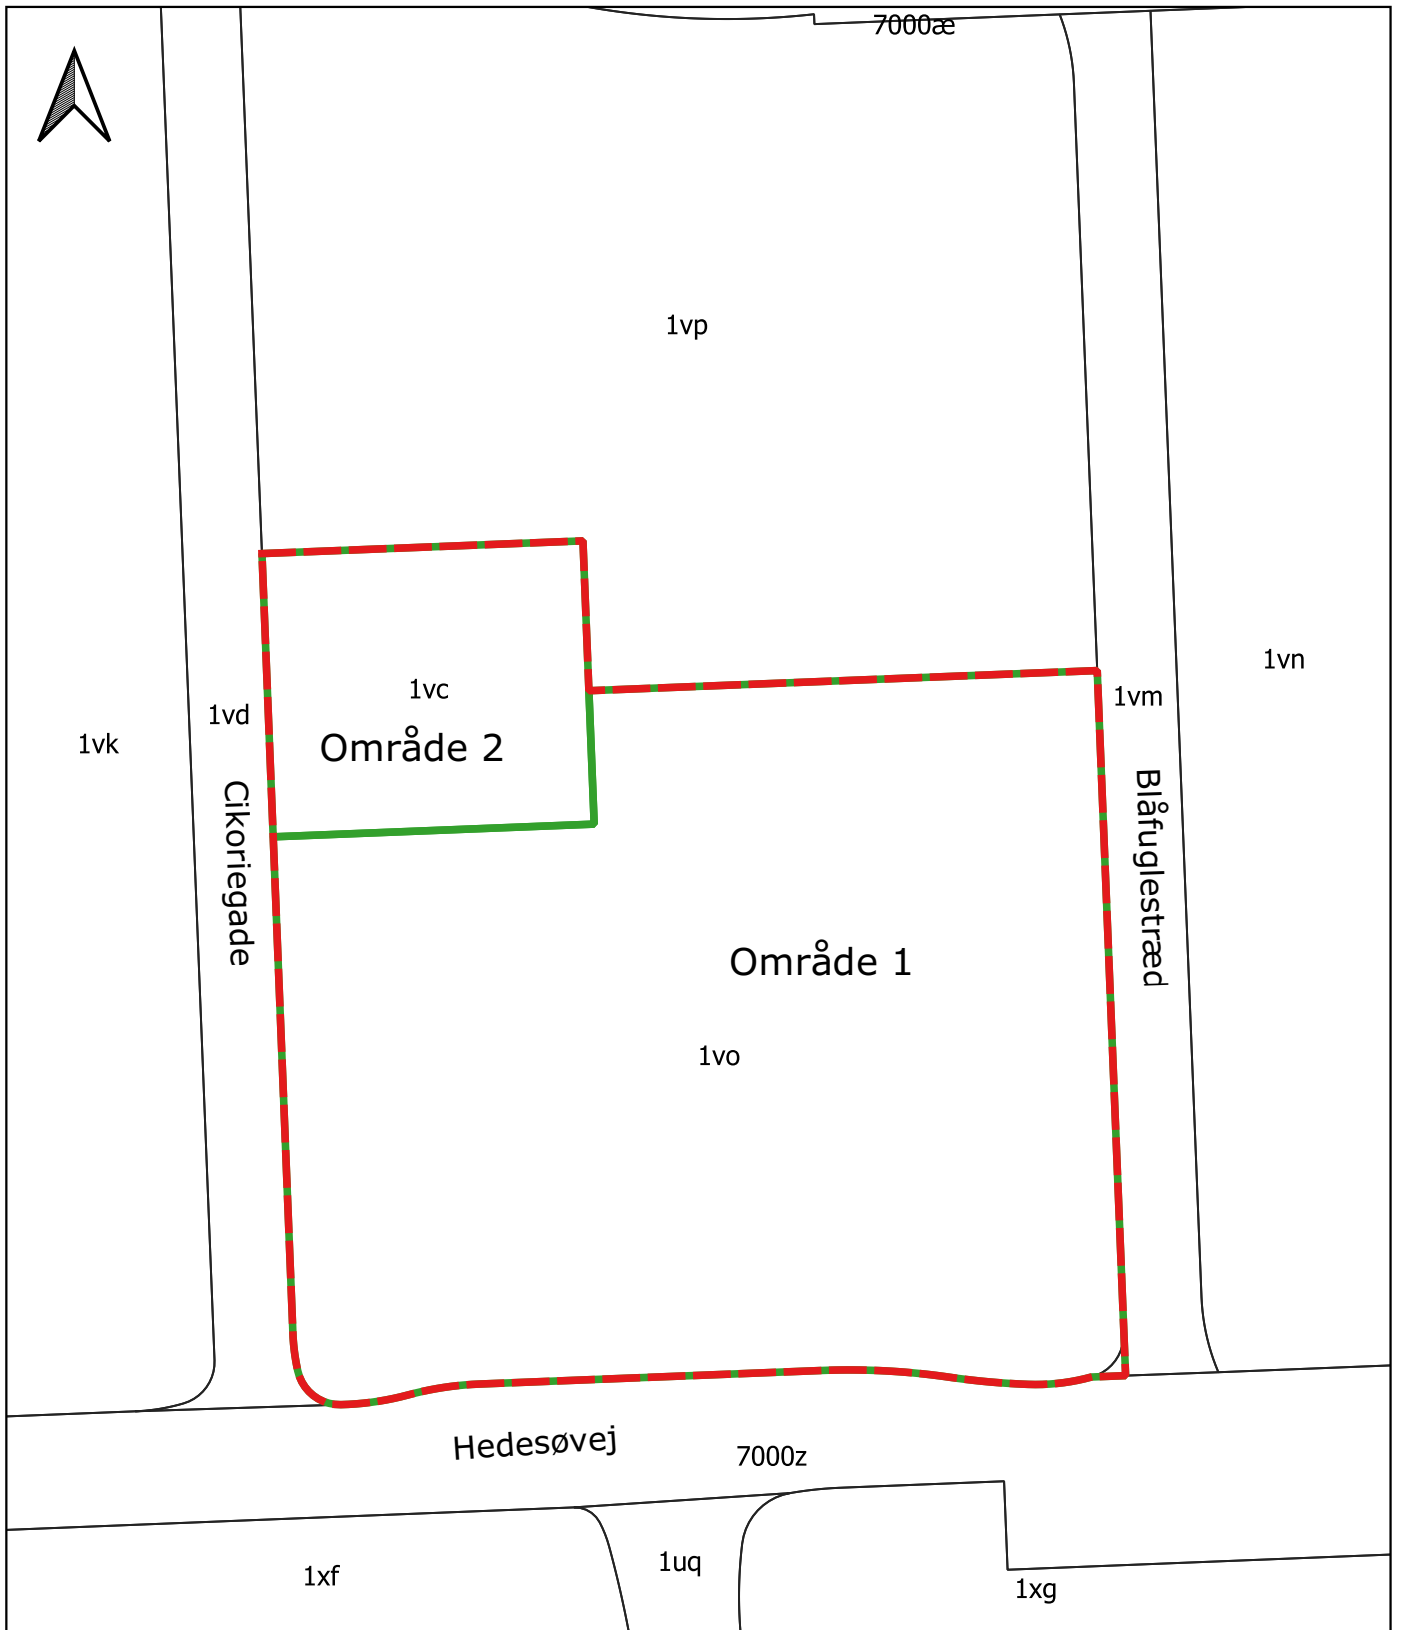 7000æ
1vp
1vn
1vc
1vm
1vd
1vk
Område 2
Cikoriegade
Blåfuglestræd
Område 1
1vo
Hedesøvej
7000z
1uq
1xf
1xg